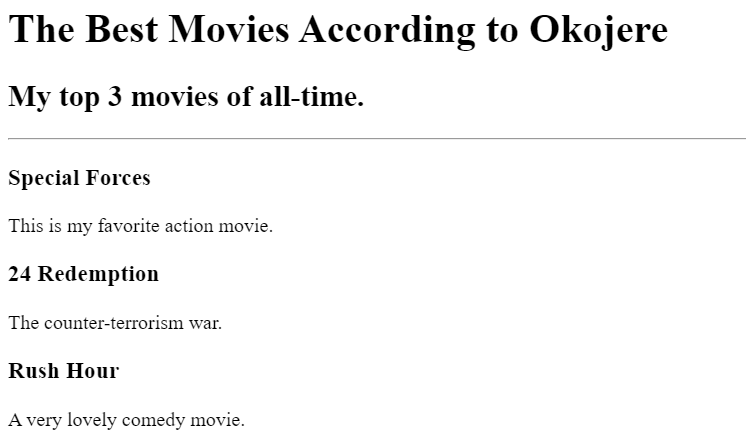 The Best Movies According to Okojere
My top 3 movies of all-time.
Special Forces
This is my favorite action movie.
24 Redemption
The counter-terrorism war.
Rush Hour
A very lovely comedy movie.